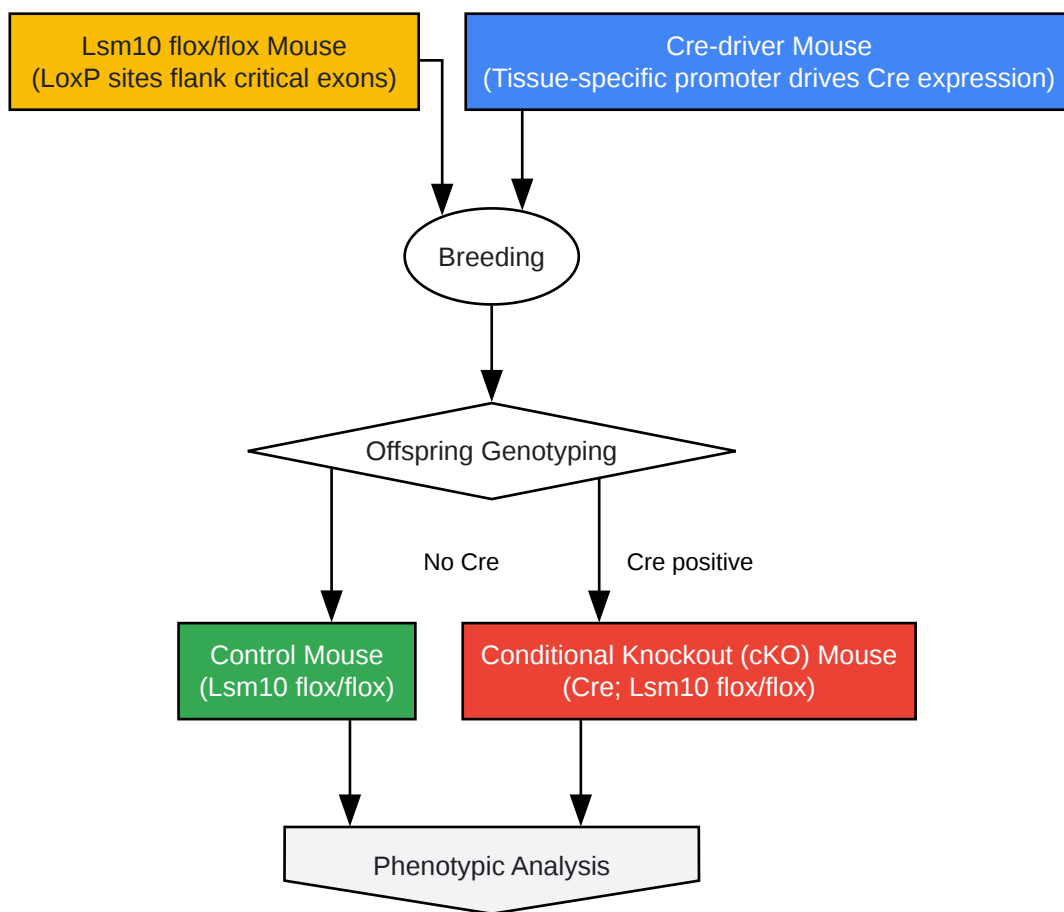 Lsm10 flox/flox Mouse
(LoxP sites flank critical exons)
Cre-driver Mouse
(Tissue-specific promoter drives Cre expression)
Breeding
Offspring Genotyping
No Cre
Cre positive
Control Mouse
(Lsm10 flox/flox)
Conditional Knockout (cKO) Mouse
(Cre; Lsm10 flox/flox)
Phenotypic Analysis